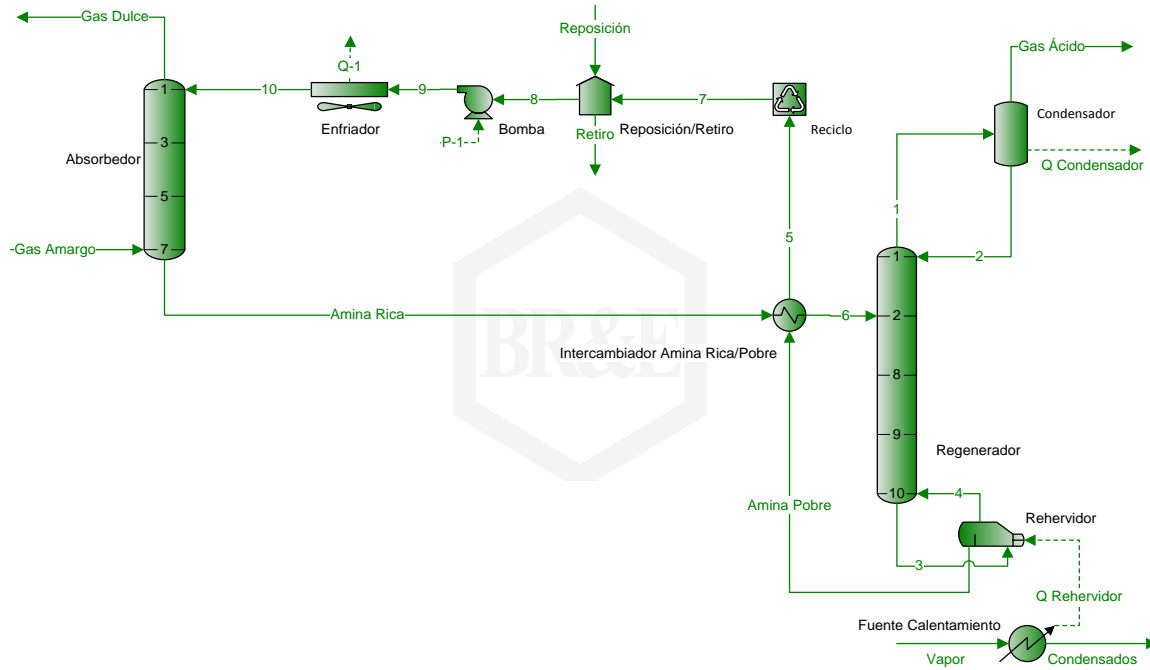 Gas Dulce
Reposición
Gas Ácido
Q-1
10
9
8
7
Enfriador
P-1
Bomba
Retiro
Reposición/Retiro
Reciclo
Condensador
Q Condensador
1
3
5
7
Absorbedor
Gas Amargo
1
2
5
1
2
8
9
10
Amina Rica
6
Intercambiador Amina Rica/Pobre
BR&E
Regenerador
Amina Pobre
4
Rehervidor
3
Q Rehervidor
Fuente Calentamiento
Vapor
Condensados